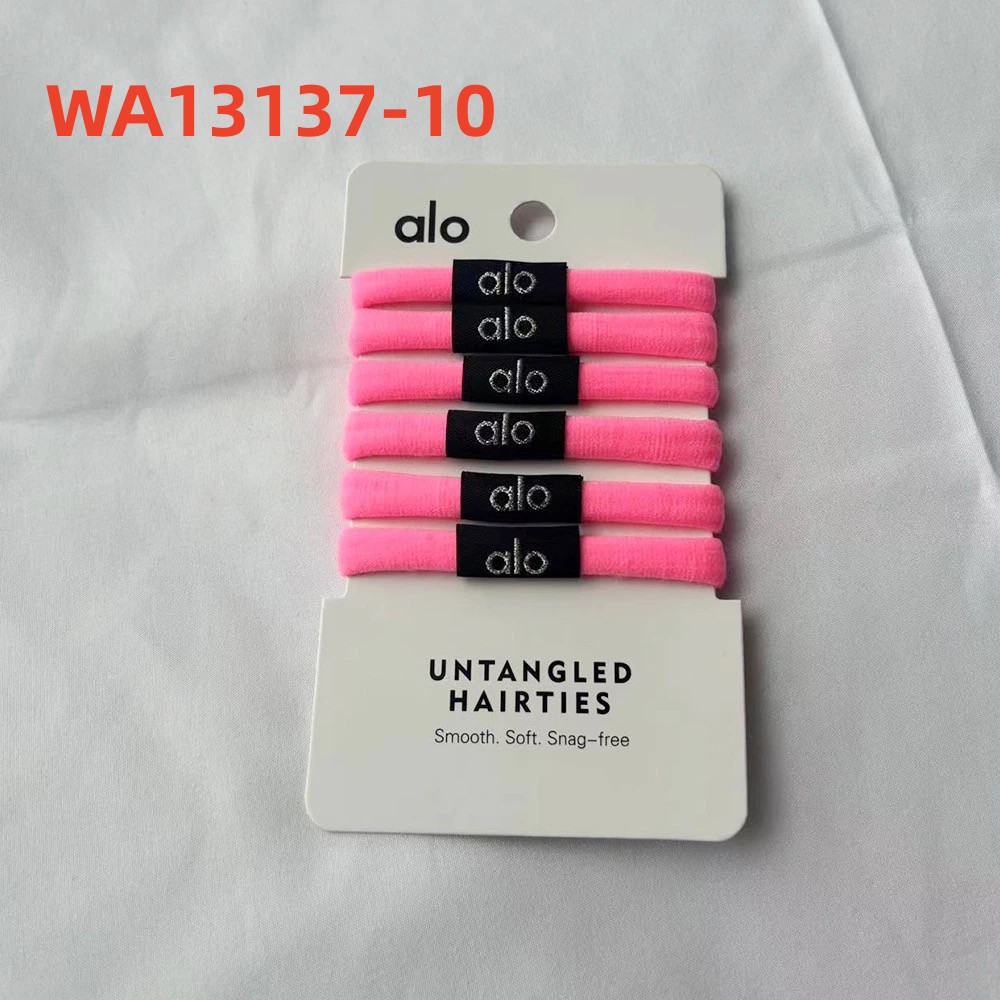 WA13137-10
alo
alo
alo
alo
alo
alo
alo
UNTANGLED
HAIRTIES
Smooth. Soft. Snag-free